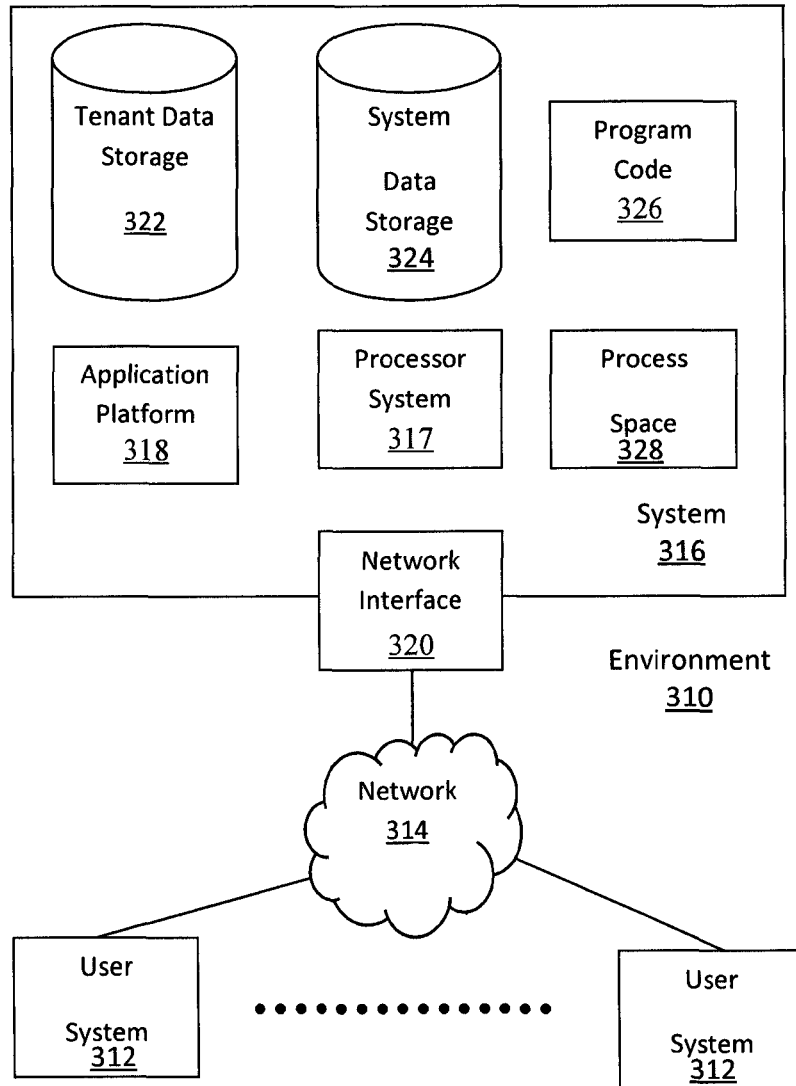 Tenant Data
Storage
322
System
Data
Storage
324
Program
Code
326
Application
Platform
318
Processor
System
317
Process
Space
328
System
316
Network
Interface
320
Environment
310
Network
314
User
System
312
User
System
312